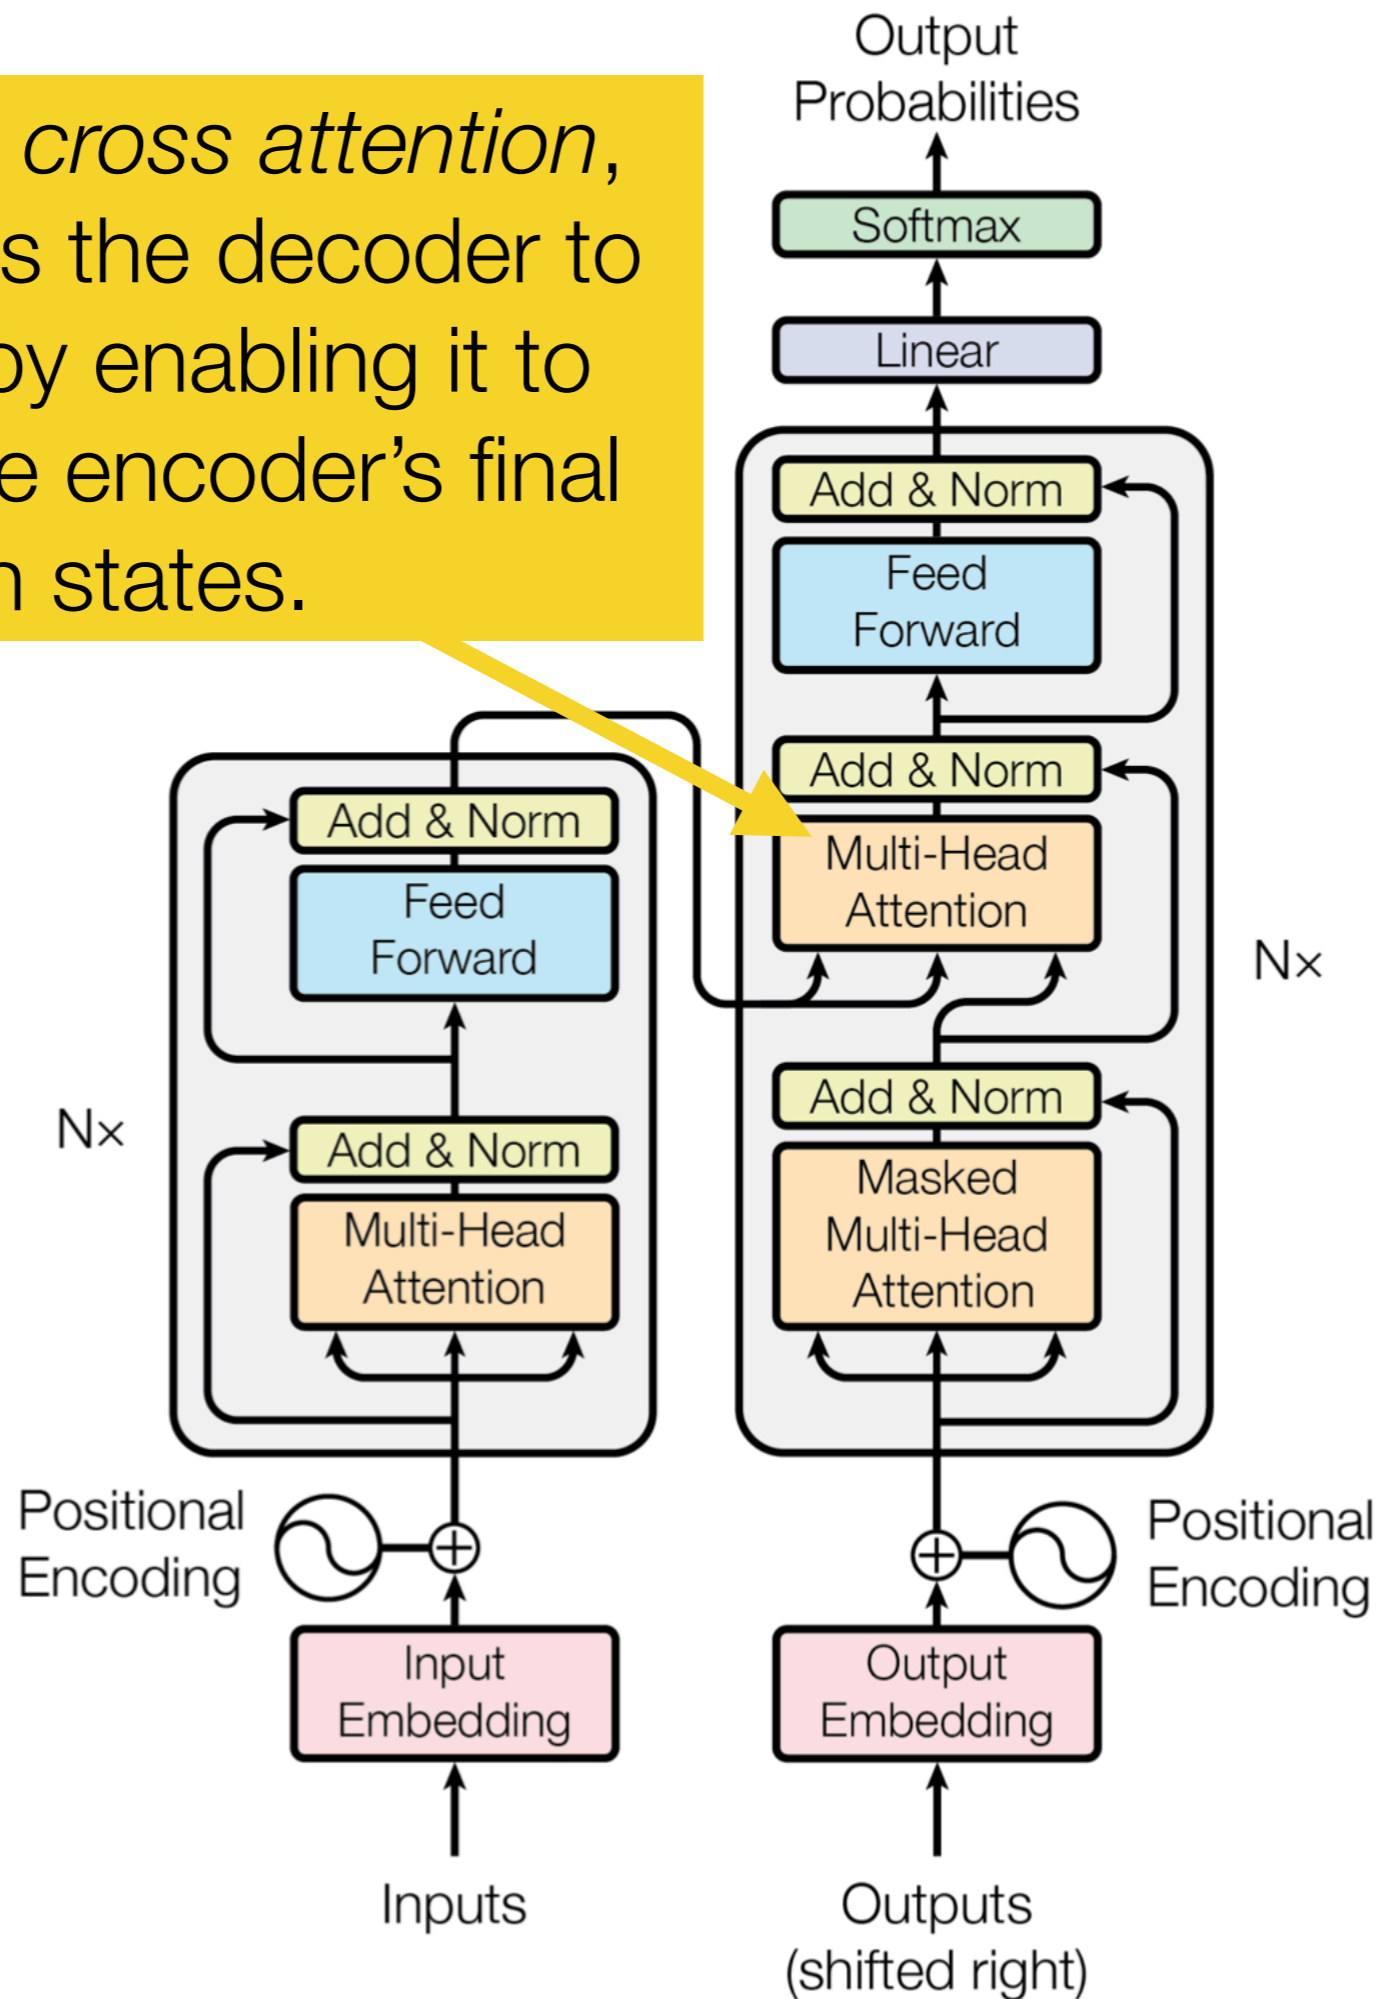 cross attention,
s the decoder to
by enabling it to
e encoder’s final
n states.
Output
Probabilities
Softmax
Linear
Add & Norm
Feed
Forward
Add & Norm
Multi-Head
Attention
N×
Add & Norm
Masked
Multi-Head
Attention
Add & Norm
Feed
Forward
N×
Add & Norm
Multi-Head
Attention
Positional
Encoding
Positional
Encoding
Input
Embedding
Output
Embedding
Inputs
Outputs
(shifted right)